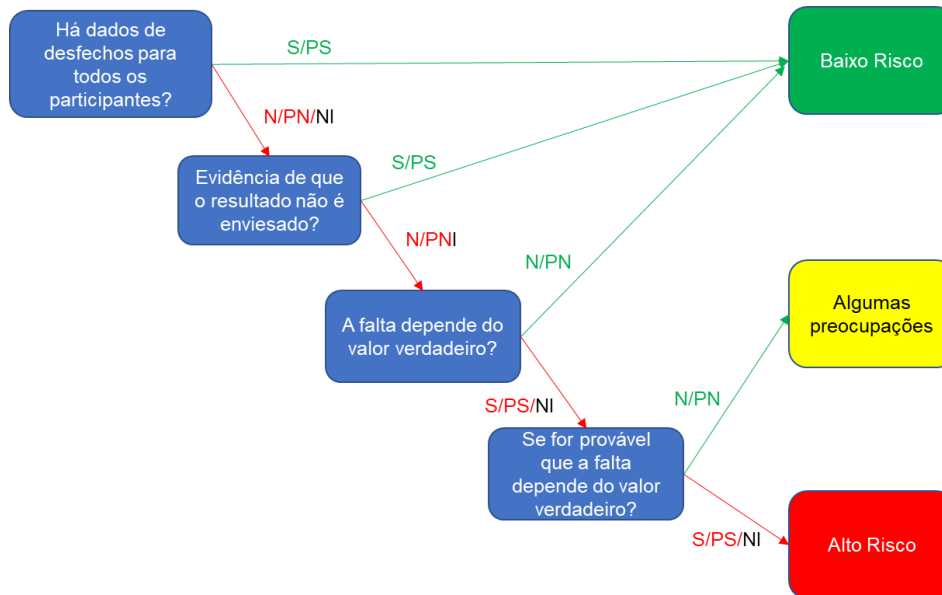 Há dados de
desfechos para
todos os
participantes?
S/PS
Baixo Risco
N/PN/NI
Evidência de que
o resultado não é
enviesado?
S/PS
N/PNI
N/PN
A falta depende do
valor verdadeiro?
Algumas
preocupações
S/PS/NI
N/PN
Se for provável
que a falta
depende do valor
verdadeiro?
S/PS/NI
Alto Risco